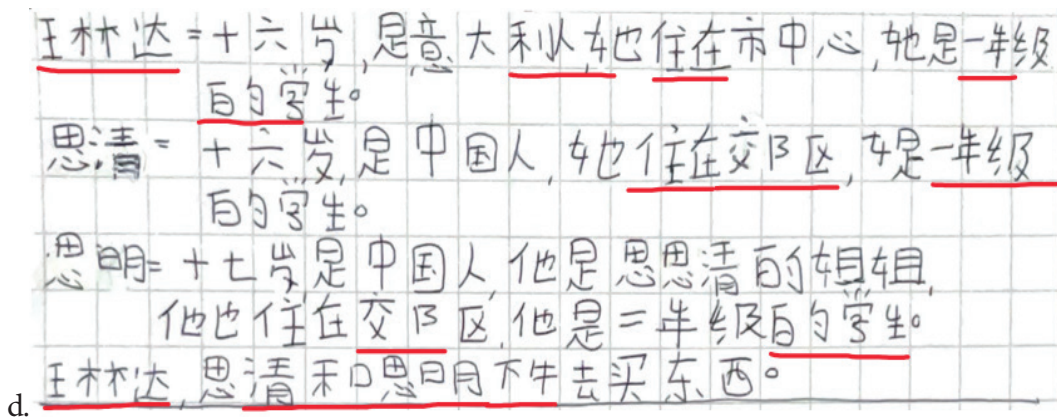 王林达=十六岁,是意大利人,她住在市中心,她是一年级
的学生。
思清=十六岁,是中国人,她住在交阝区,她是一年级
的学生。
思明=十七岁是中国人,他是思思清的姐姐,
他也住在交阝区,他是二年级的学生。
王林达,思清和思明下午去买东西。
d.